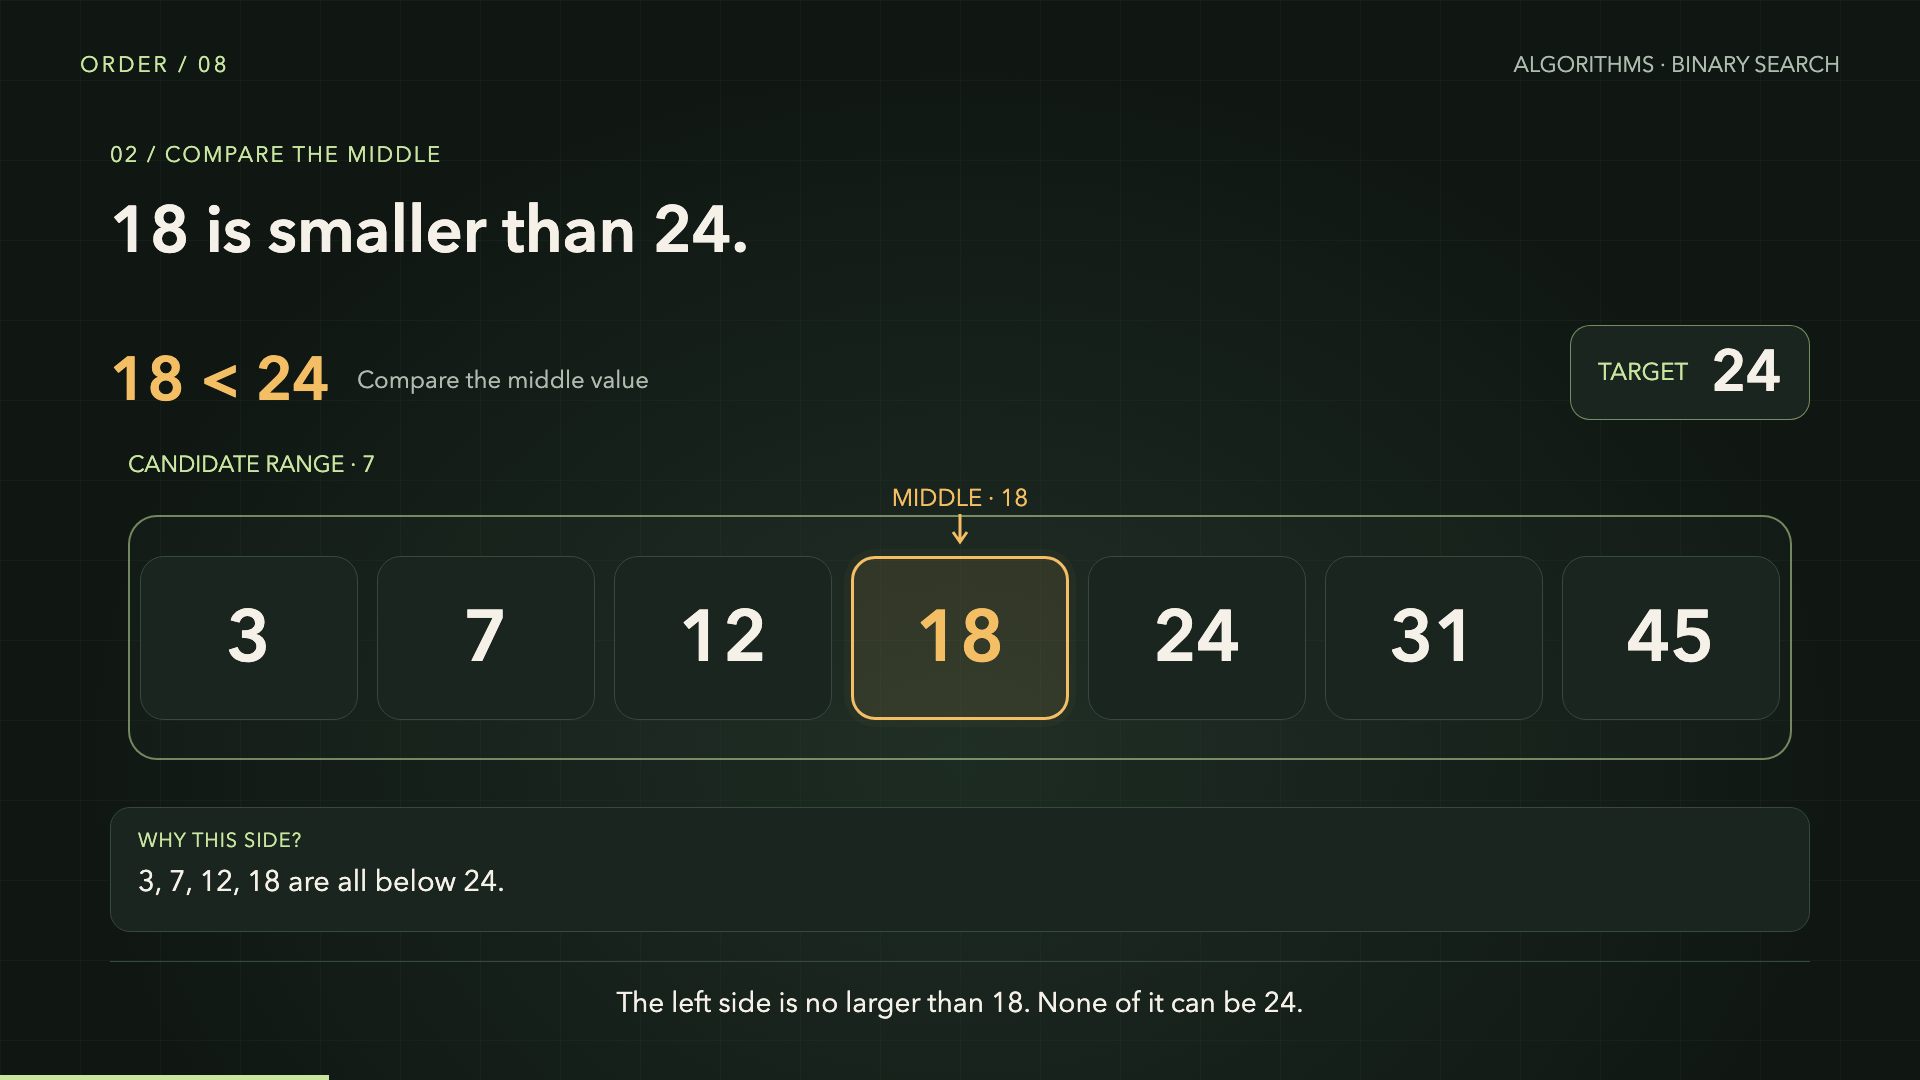 ORDER / 08
ALGORITHMS · BINARY SEARCH
02 / COMPARE THE MIDDLE
18 is smaller than 24.
18 < 24
Compare the middle value
TARGET 24
CANDIDATE RANGE · 7
MIDDLE · 18
3 7 12 18 24 31 45
WHY THIS SIDE?
3, 7, 12, 18 are all below 24.
The left side is no larger than 18. None of it can be 24.